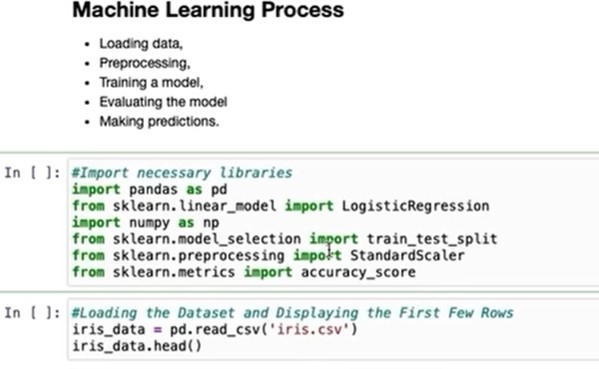 Machine Learning Process
• Loading data,
• Preprocessing,
• Training a model,
• Evaluating the model
• Making predictions.
In [ ]:
#Import necessary libraries
import pandas as pd
from sklearn.linear_model import LogisticRegression
import numpy as np
from sklearn.model_selection import train_test_split
from sklearn.preprocessing import StandardScaler
from sklearn.metrics import accuracy_score
In [ ]:
#Loading the Dataset and Displaying the First Few Rows
iris_data = pd.read_csv('iris.csv')
iris_data.head()